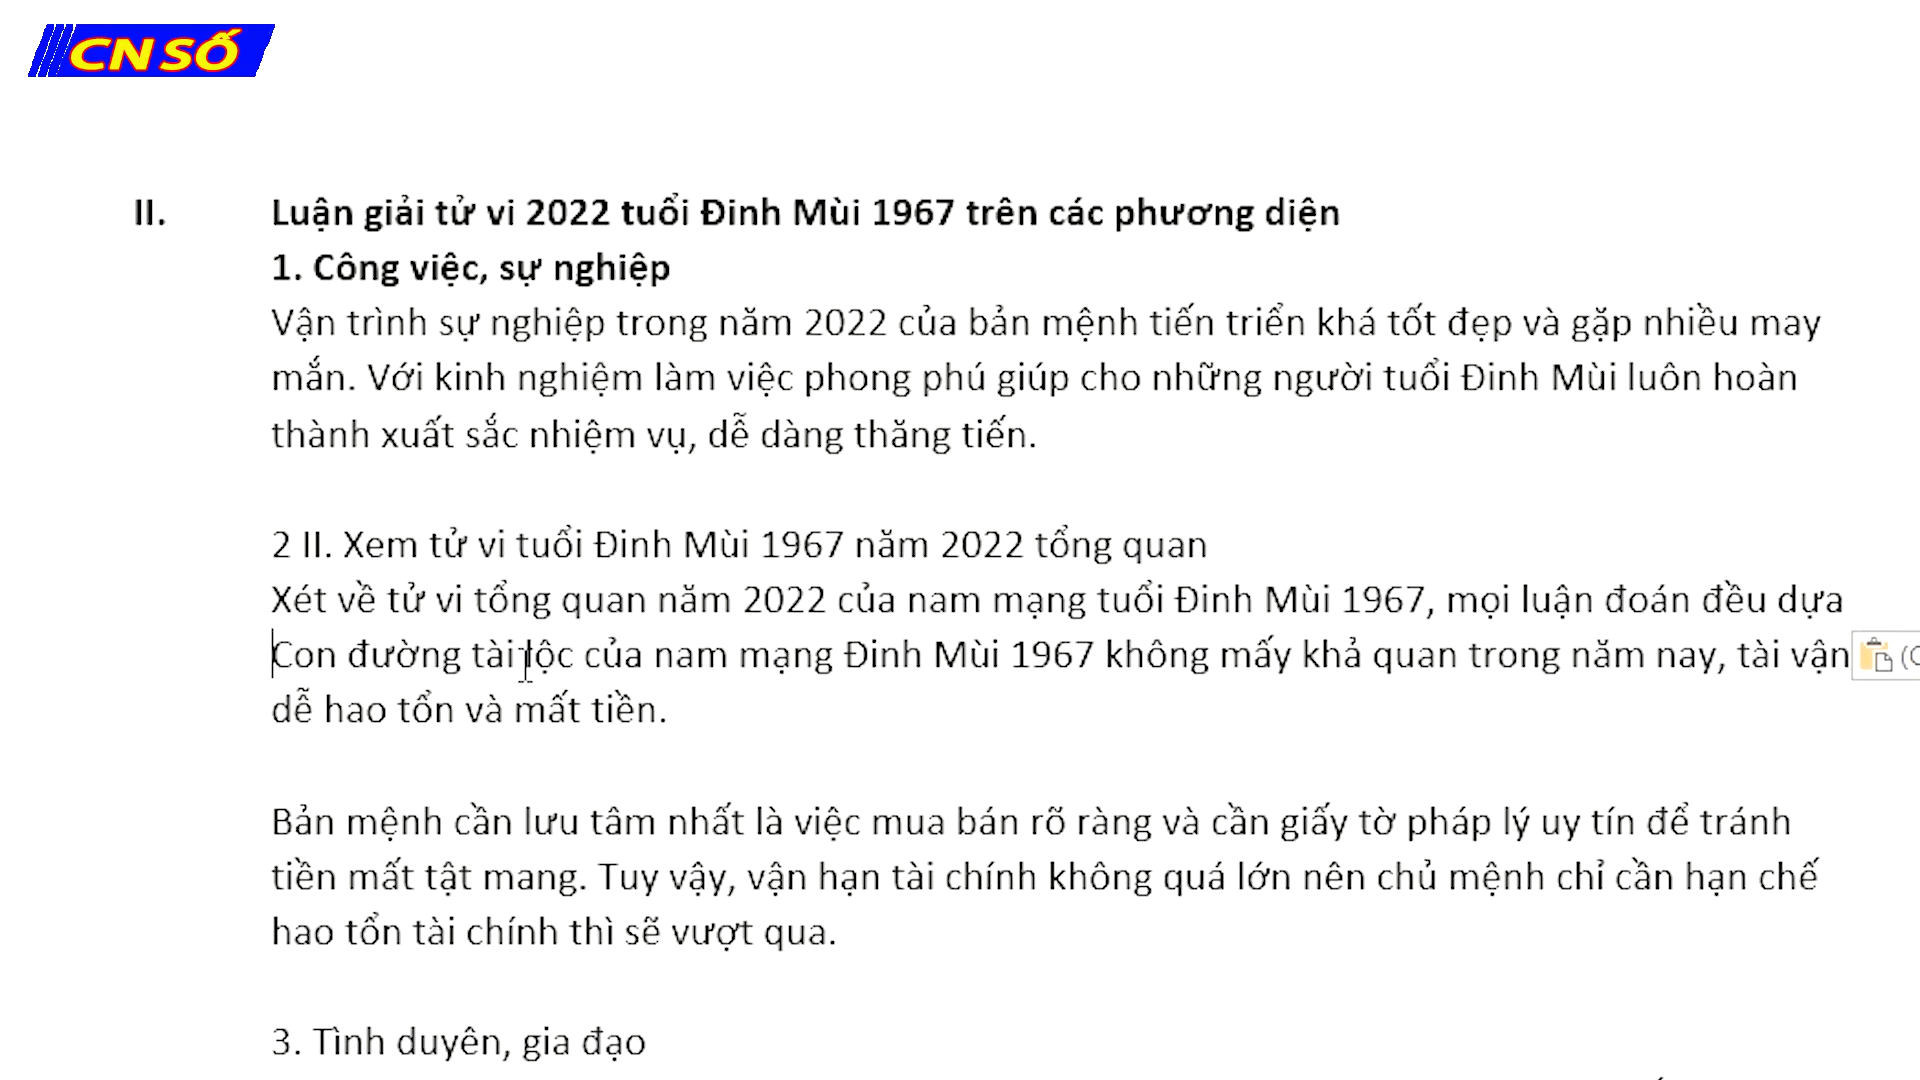 CN SỐ
II. Luận giải tử vi 2022 tuổi Đinh Mùi 1967 trên các phương diện
1. Công việc, sự nghiệp
Vận trình sự nghiệp trong năm 2022 của bản mệnh tiến triển khá tốt đẹp và gặp nhiều may
mắn. Với kinh nghiệm làm việc phong phú giúp cho những người tuổi Đinh Mùi luôn hoàn
thành xuất sắc nhiệm vụ, dễ dàng thăng tiến.
2 II. Xem tử vi tuổi Đinh Mùi 1967 năm 2022 tổng quan
Xét về tử vi tổng quan năm 2022 của nam mạng tuổi Đinh Mùi 1967, mọi luận đoán đều dựa
Con đường tài lộc của nam mạng Đinh Mùi 1967 không mấy khả quan trong năm nay, tài vận
dễ hao tổn và mất tiền.
Bản mệnh cần lưu tâm nhất là việc mua bán rõ ràng và cần giấy tờ pháp lý uy tín để tránh
tiền mất tật mang. Tuy vậy, vận hạn tài chính không quá lớn nên chủ mệnh chỉ cần hạn chế
hao tổn tài chính thì sẽ vượt qua.
3. Tình duyên, gia đạo